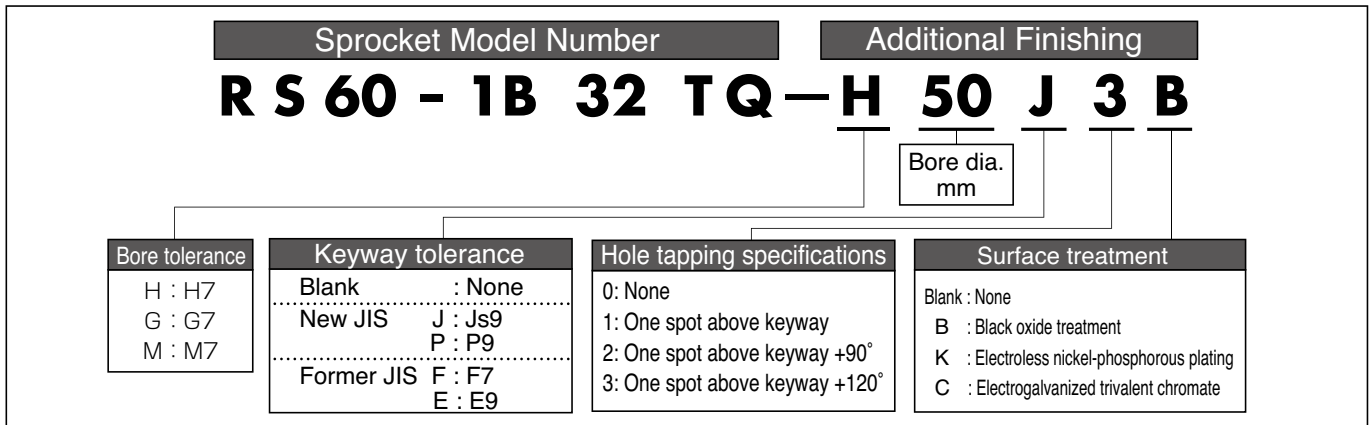 Sprocket Model Number Additional Finishing
RS60-1B 32 TQ—H 50 J 3 B
Bore dia.
mm
Bore tolerance
H : H7
G : G7
M : M7
Keyway tolerance
Blank : None
New JIS J : Js9
P : P9
Former JIS F : F7
E : E9
Hole tapping specifications
0: None
1: One spot above keyway
2: One spot above keyway +90°
3: One spot above keyway +120°
Surface treatment
Blank : None
B : Black oxide treatment
K : Electroless nickel-phosphorous plating
C : Electrogalvanized trivalent chromate